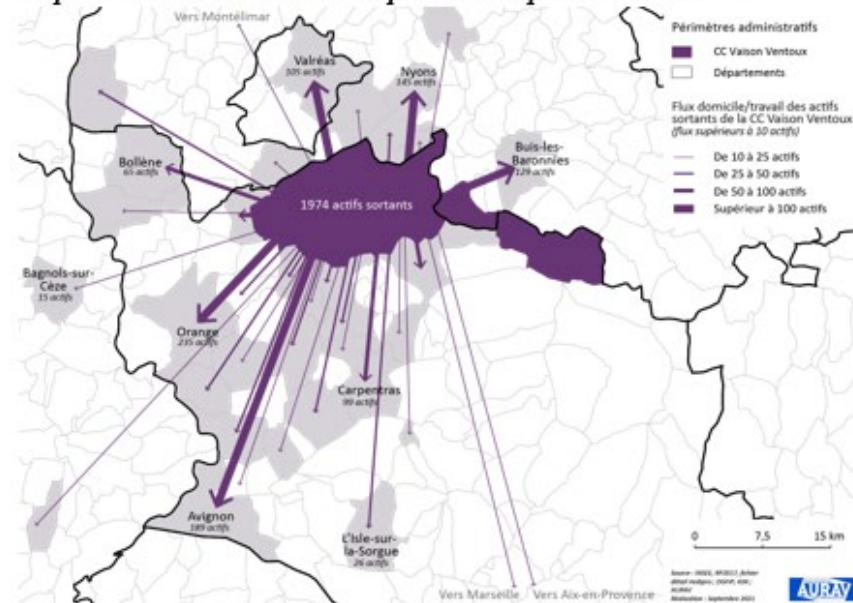 Vers Montélimar
Valréas
105 actifs
Nyons
145 actifs
Buis-les-
Baronnies
129 actifs
Bollène
65 actifs
1974 actifs sortants
Bagnols-sur-
Cèze
15 actifs
Orange
235 actifs
Carpentras
99 actifs
Avignon
189 actifs
L'Isle-sur-
la-Sorgue
26 actifs
Vers Marseille
Vers Aix-en-Provence
Périmètres administratifs
CC Vaison Ventoux
Départements
Flux domicile/travail des actifs
sortants de la CC Vaison Ventoux
(flux supérieurs à 10 actifs)
De 10 à 25 actifs
De 25 à 50 actifs
De 50 à 100 actifs
Supérieur à 100 actifs
0 7,5 15 km
Réalisation : Septembre 2021
AURAV